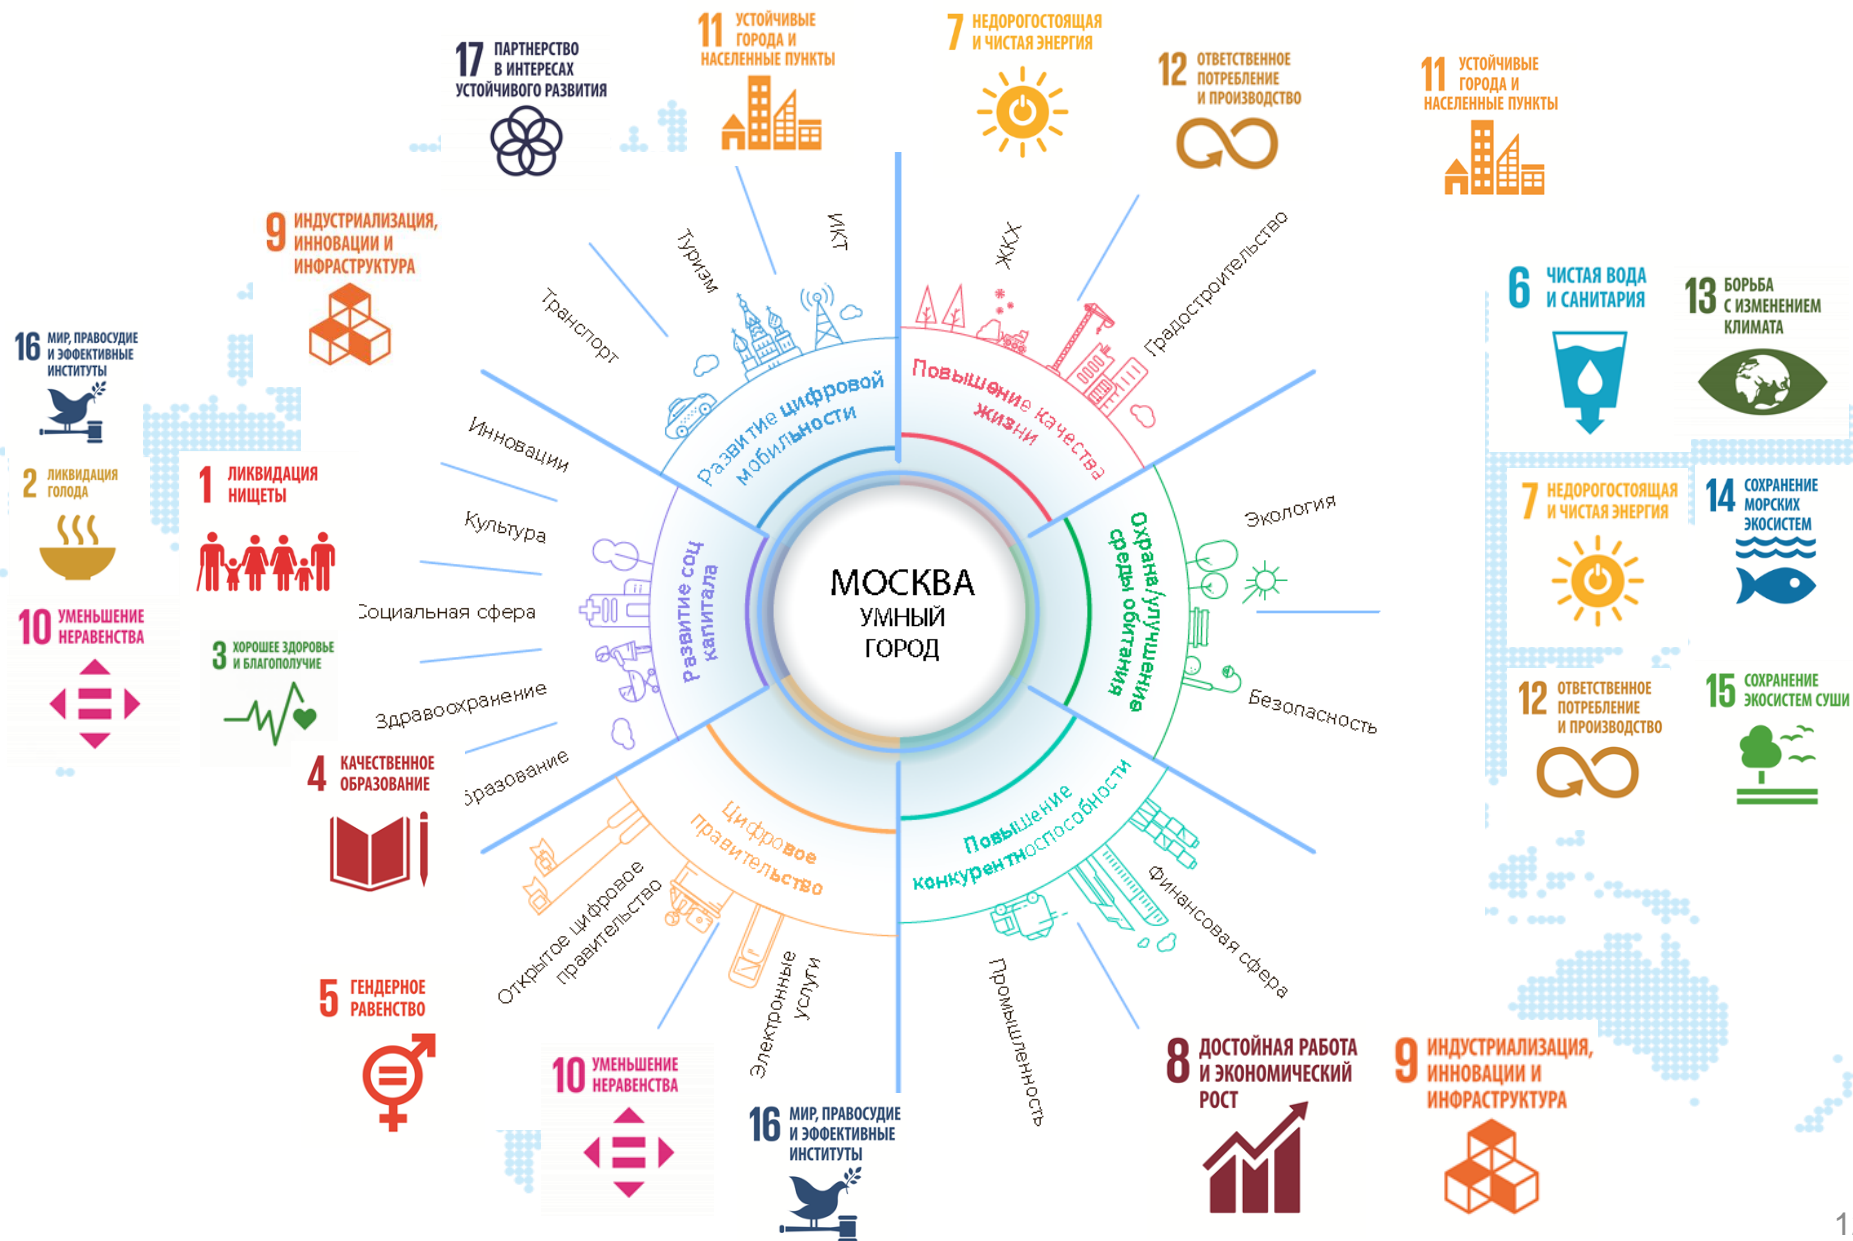 17 ПАРТНЕРСТВО
В ИНТЕРЕСАХ
УСТОЙЧИВОГО РАЗВИТИЯ
11 УСТОЙЧИВЫЕ
ГОРОДА И
НАСЕЛЕННЫЕ ПУНКТЫ
7 НЕДОРОГОСТОЯЩАЯ
И ЧИСТАЯ ЭНЕРГИЯ
12 ОТВЕТСТВЕННОЕ
ПОТРЕБЛЕНИЕ
И ПРОИЗВОДСТВО
11 УСТОЙЧИВЫЕ
ГОРОДА И
НАСЕЛЕННЫЕ ПУНКТЫ
9 ИНДУСТРИАЛИЗАЦИЯ,
ИННОВАЦИИ И
ИНФРАСТРУКТУРА
16 МИР, ПРАВОСУДИЕ
И ЭФФЕКТИВНЫЕ
ИНСТИТУТЫ
2 ЛИКВИДАЦИЯ
ГОЛОДА
1 ЛИКВИДАЦИЯ
НИЩЕТЫ
10 УМЕНЬШЕНИЕ
НЕРАВЕНСТВА
3 ХОРОШЕЕ ЗДОРОВЬЕ
И БЛАГОПОЛУЧИЕ
4 КАЧЕСТВЕННОЕ
ОБРАЗОВАНИЕ
5 ГЕНДЕРНОЕ
РАВЕНСТВО
Транспорт
Туризм
ИКТ
ЖКХ
Градостроительство
Развитие цифровой
мобильности
Повышение качества
жизни
Инновации
Культура
Социальная сфера
Здравоохранение
бразование
Развитие соц
капитала
МОСКВА
УМНЫЙ
ГОРОД
Охрана/улучшение
среды обитания
Экология
Безопасность
Цифровое
правительство
Повышение
конкурентноспособности
Открытое цифровое
правительство
Электронные
услуги
Промышленность
Финансовая сфера
6 ЧИСТАЯ ВОДА
И САНИТАРИЯ
13 БОРЬБА
С ИЗМЕНЕНИЕМ
КЛИМАТА
7 НЕДОРОГОСТОЯЩАЯ
И ЧИСТАЯ ЭНЕРГИЯ
14 СОХРАНЕНИЕ
МОРСКИХ
ЭКОСИСТЕМ
12 ОТВЕТСТВЕННОЕ
ПОТРЕБЛЕНИЕ
И ПРОИЗВОДСТВО
15 СОХРАНЕНИЕ
ЭКОСИСТЕМ СУШИ
10 УМЕНЬШЕНИЕ
НЕРАВЕНСТВА
16 МИР, ПРАВОСУДИЕ
И ЭФФЕКТИВНЫЕ
ИНСТИТУТЫ
8 ДОСТОЙНАЯ РАБОТА
И ЭКОНОМИЧЕСКИЙ
РОСТ
9 ИНДУСТРИАЛИЗАЦИЯ,
ИННОВАЦИИ И
ИНФРАСТРУКТУРА